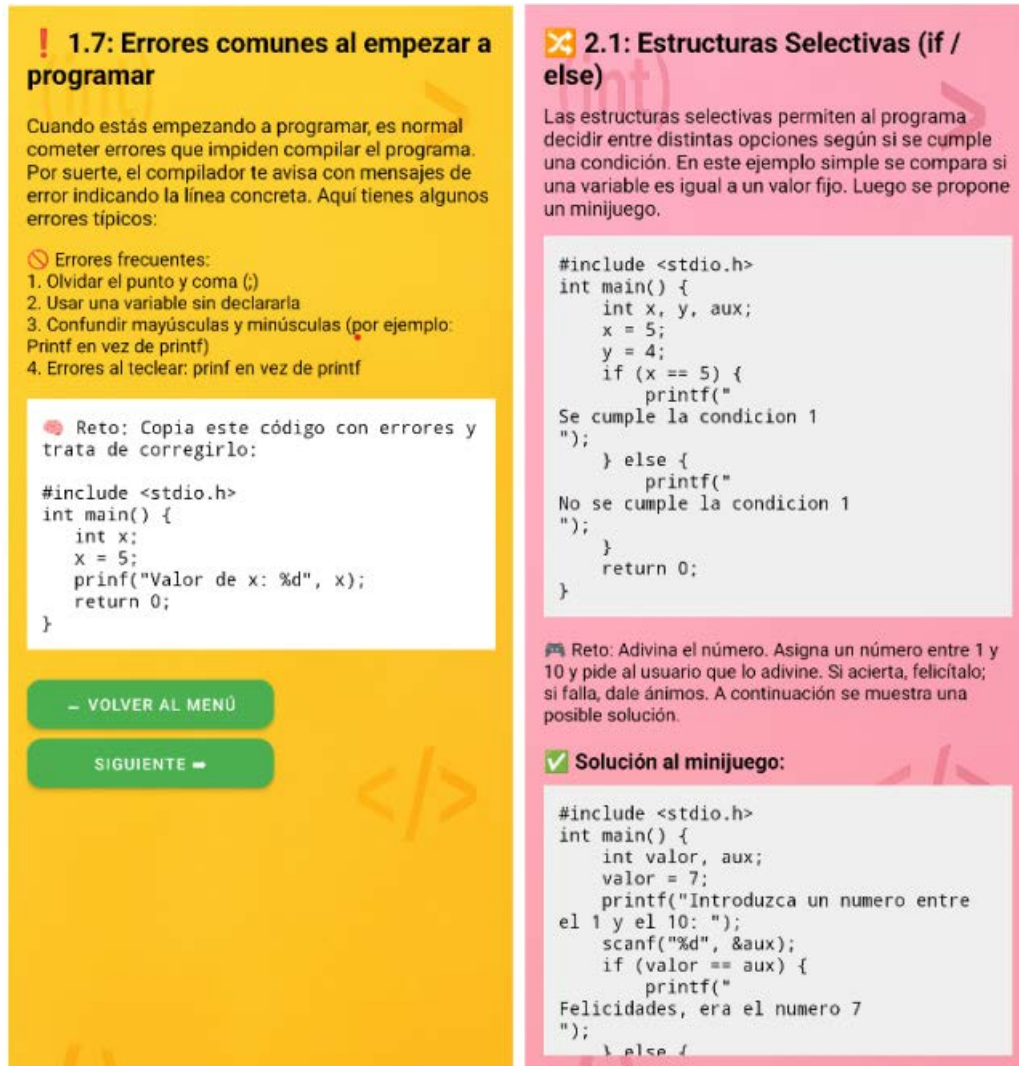 ❗ 1.7: Errores comunes al empezar a
programar
Cuando estás empezando a programar, es normal
cometer errores que impiden compilar el programa.
Por suerte, el compilador te avisa con mensajes de
error indicando la línea concreta. Aquí tienes algunos
errores típicos:
🚫 Errores frecuentes:
1. Olvidar el punto y coma (;)
2. Usar una variable sin declararla
3. Confundir mayúsculas y minúsculas (por ejemplo:
Printf en vez de printf)
4. Errores al teclear: prinf en vez de printf
🧠 Reto: Copia este código con errores y
trata de corregirlo:
#include <stdio.h>
int main() {
   int x;
   x = 5;
   prinf("Valor de x: %d", x);
   return 0;
}
← VOLVER AL MENÚ
SIGUIENTE ➡
</>
🔀 2.1: Estructuras Selectivas (if /
else)
Las estructuras selectivas permiten al programa
decidir entre distintas opciones según si se cumple
una condición. En este ejemplo simple se compara si
una variable es igual a un valor fijo. Luego se propone
un minijuego.
#include <stdio.h>
int main() {
    int x, y, aux;
    x = 5;
    y = 4;
    if (x == 5) {
        printf("
Se cumple la condicion 1
");
    } else {
        printf("
No se cumple la condicion 1
");
    }
    return 0;
}
🎮 Reto: Adivina el número. Asigna un número entre 1 y
10 y pide al usuario que lo adivine. Si acierta, felicítalo;
si falla, dale ánimos. A continuación se muestra una
posible solución.
✅ Solución al minijuego:
#include <stdio.h>
int main() {
    int valor, aux;
    valor = 7;
    printf("Introduzca un numero entre
el 1 y el 10: ");
    scanf("%d", &aux);
    if (valor == aux) {
        printf("
Felicidades, era el numero 7
");
    } else {